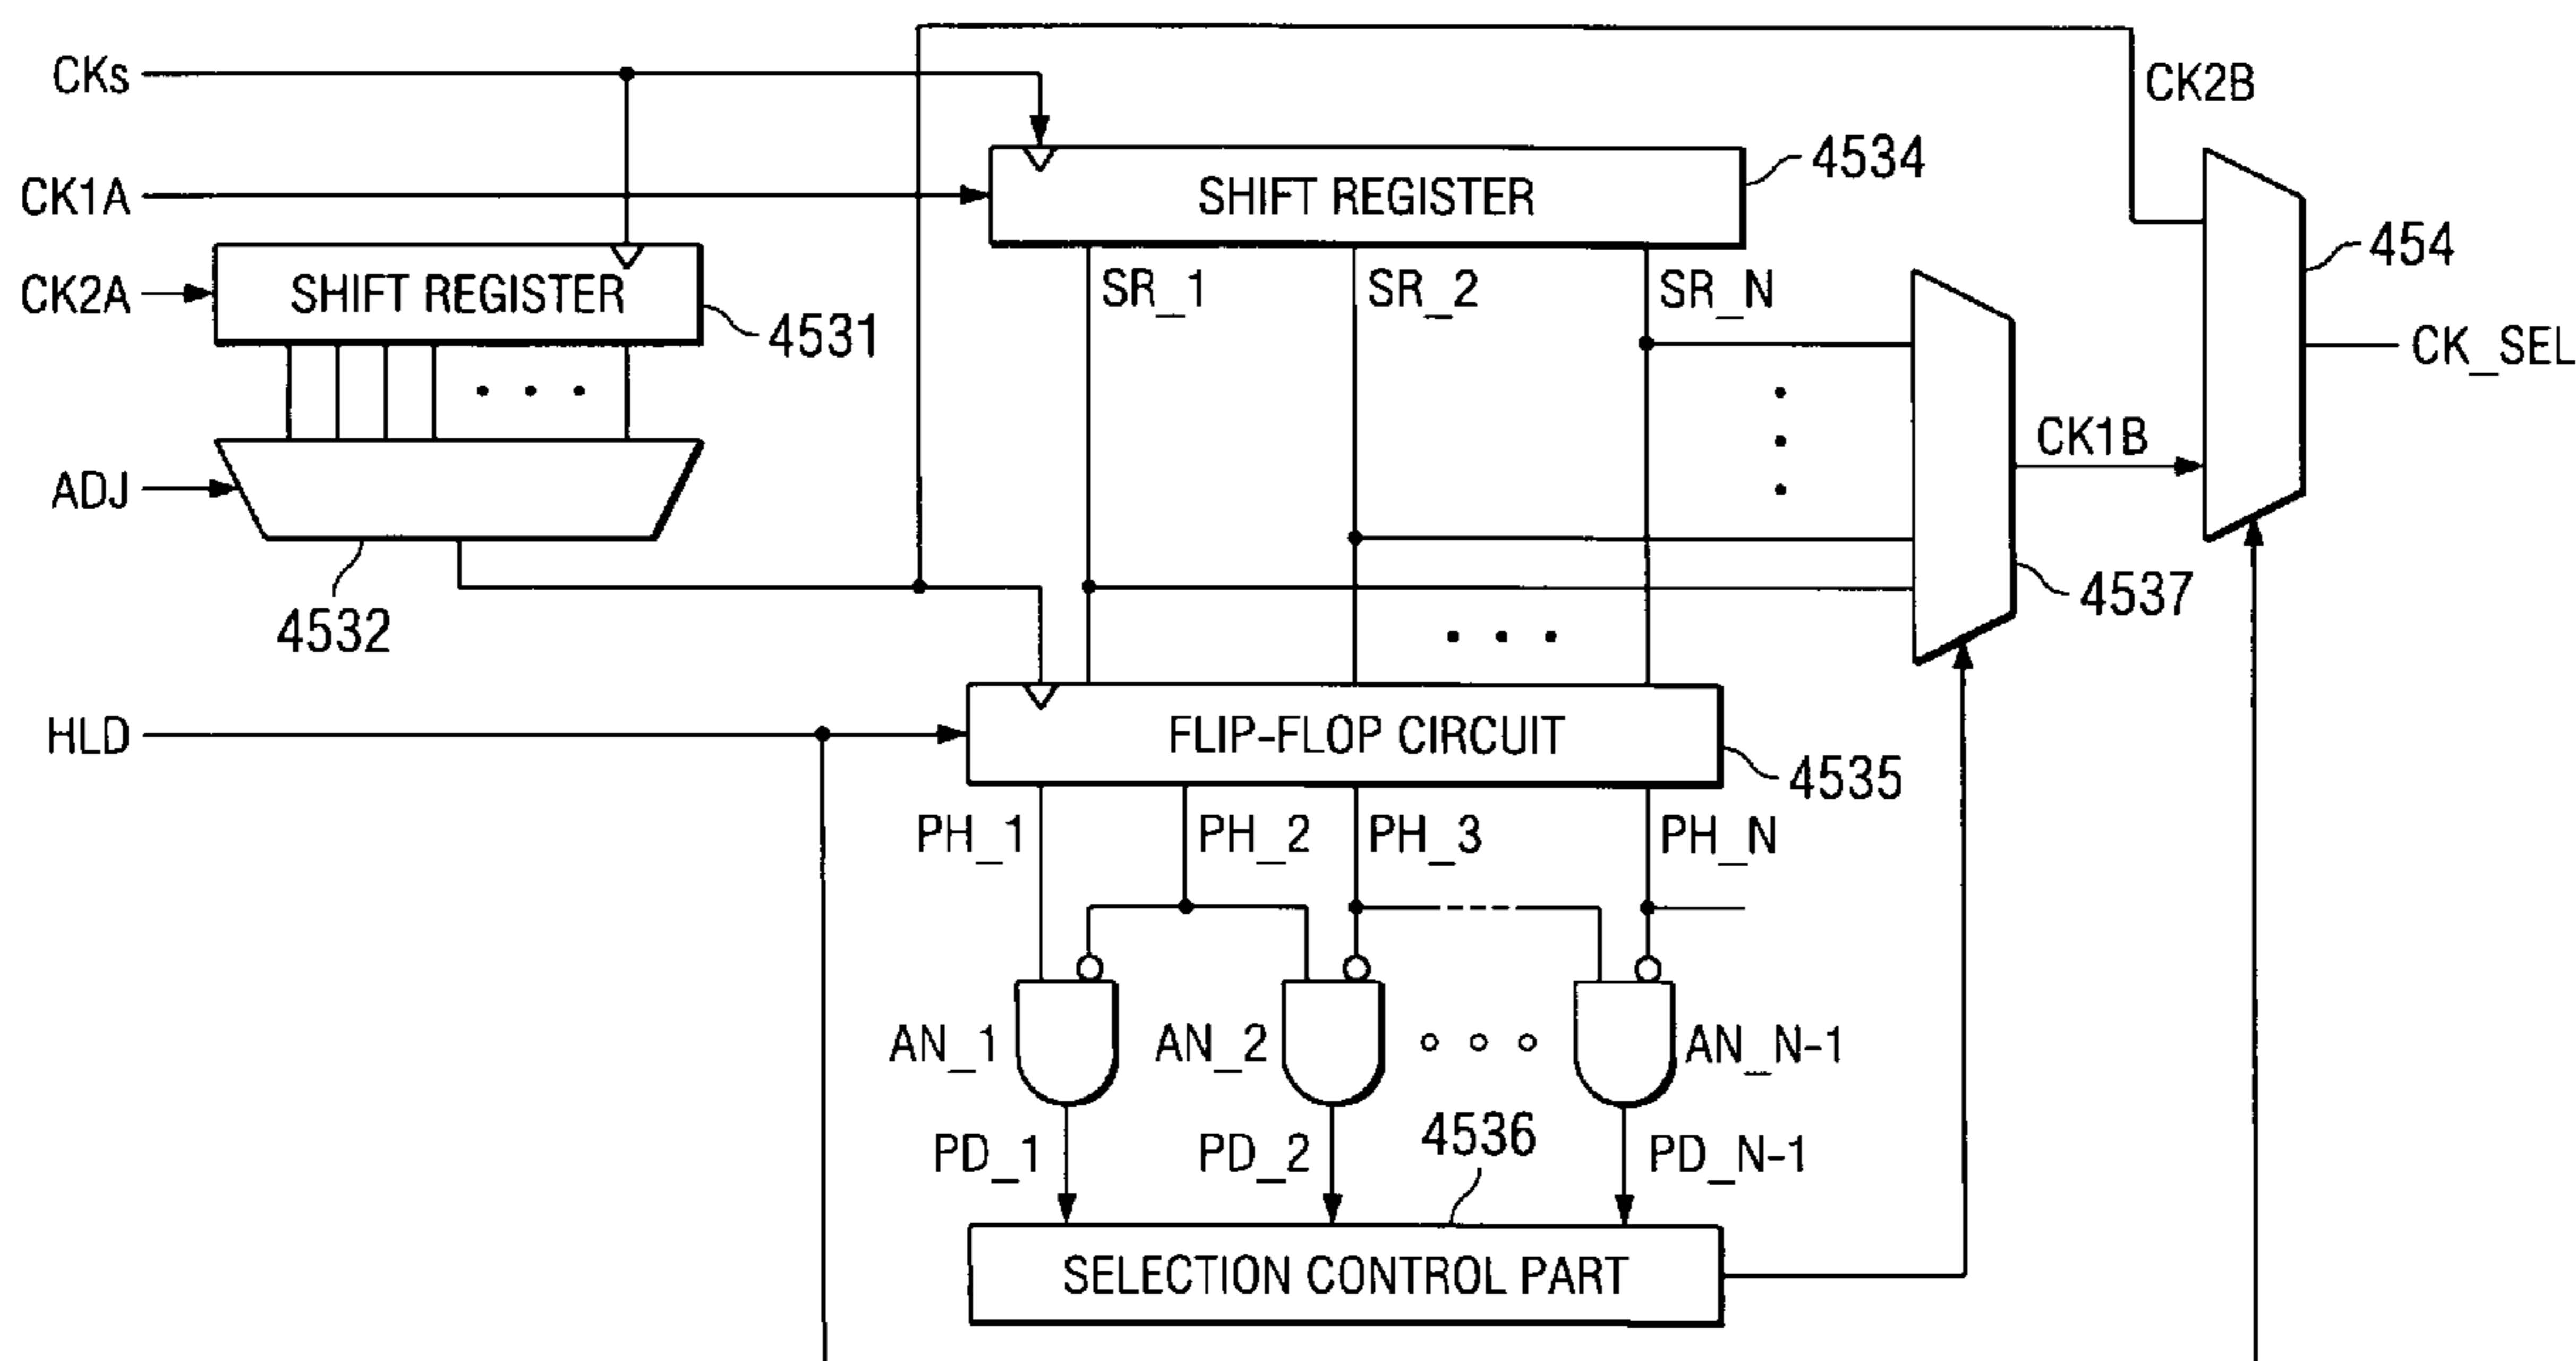 CKs
CK2B
SHIFT REGISTER
4534
CK1A
454
CK2A
SHIFT REGISTER
4531
SR_1
SR_2
SR_N
CK_SEL
CK1B
ADJ
4532
4537
HLD
FLIP-FLOP CIRCUIT
4535
PH_1
PH_2
PH_3
PH_N
AN_1
AN_2
AN_N-1
PD_1
PD_2
4536
PD_N-1
SELECTION CONTROL PART